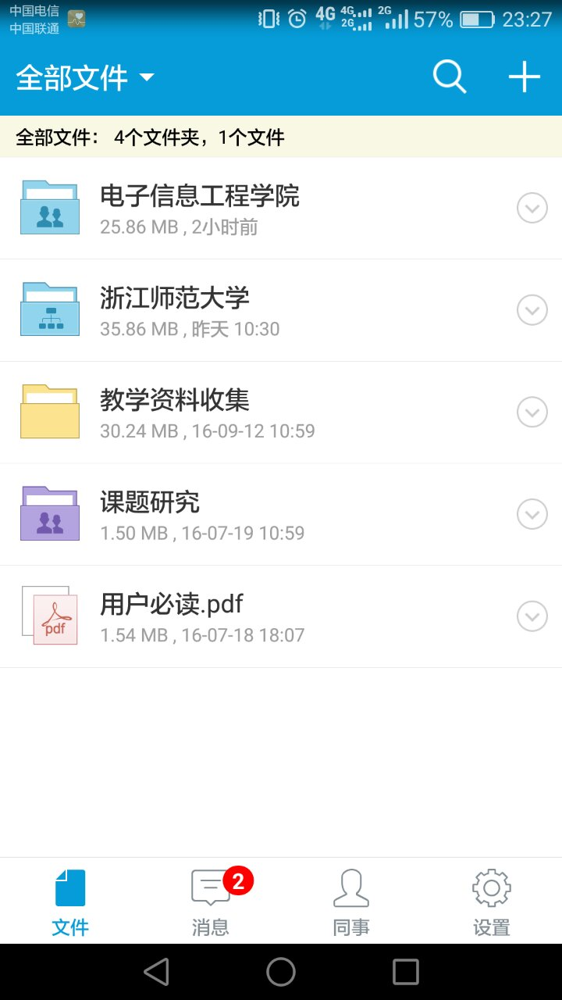 中国电信
中国联通
4G 4G 2G 2G 57% 23:27
全部文件
全部文件： 4个文件夹，1个文件
电子信息工程学院
25.86 MB , 2小时前
浙江师范大学
35.86 MB , 昨天 10:30
教学资料收集
30.24 MB , 16-09-12 10:59
课题研究
1.50 MB , 16-07-19 10:59
用户必读.pdf
pdf
1.54 MB , 16-07-18 18:07
2
文件 消息 同事 设置